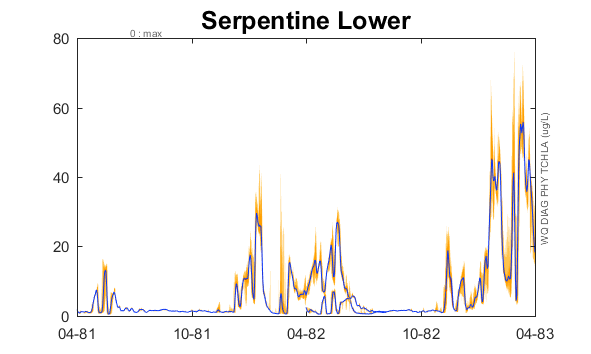 Serpentine Lower
0 : max
80
60
40
20
0
04-81 10-81 04-82 10-82 04-83
WQ DIAG PHY TCHLA (ug/L)